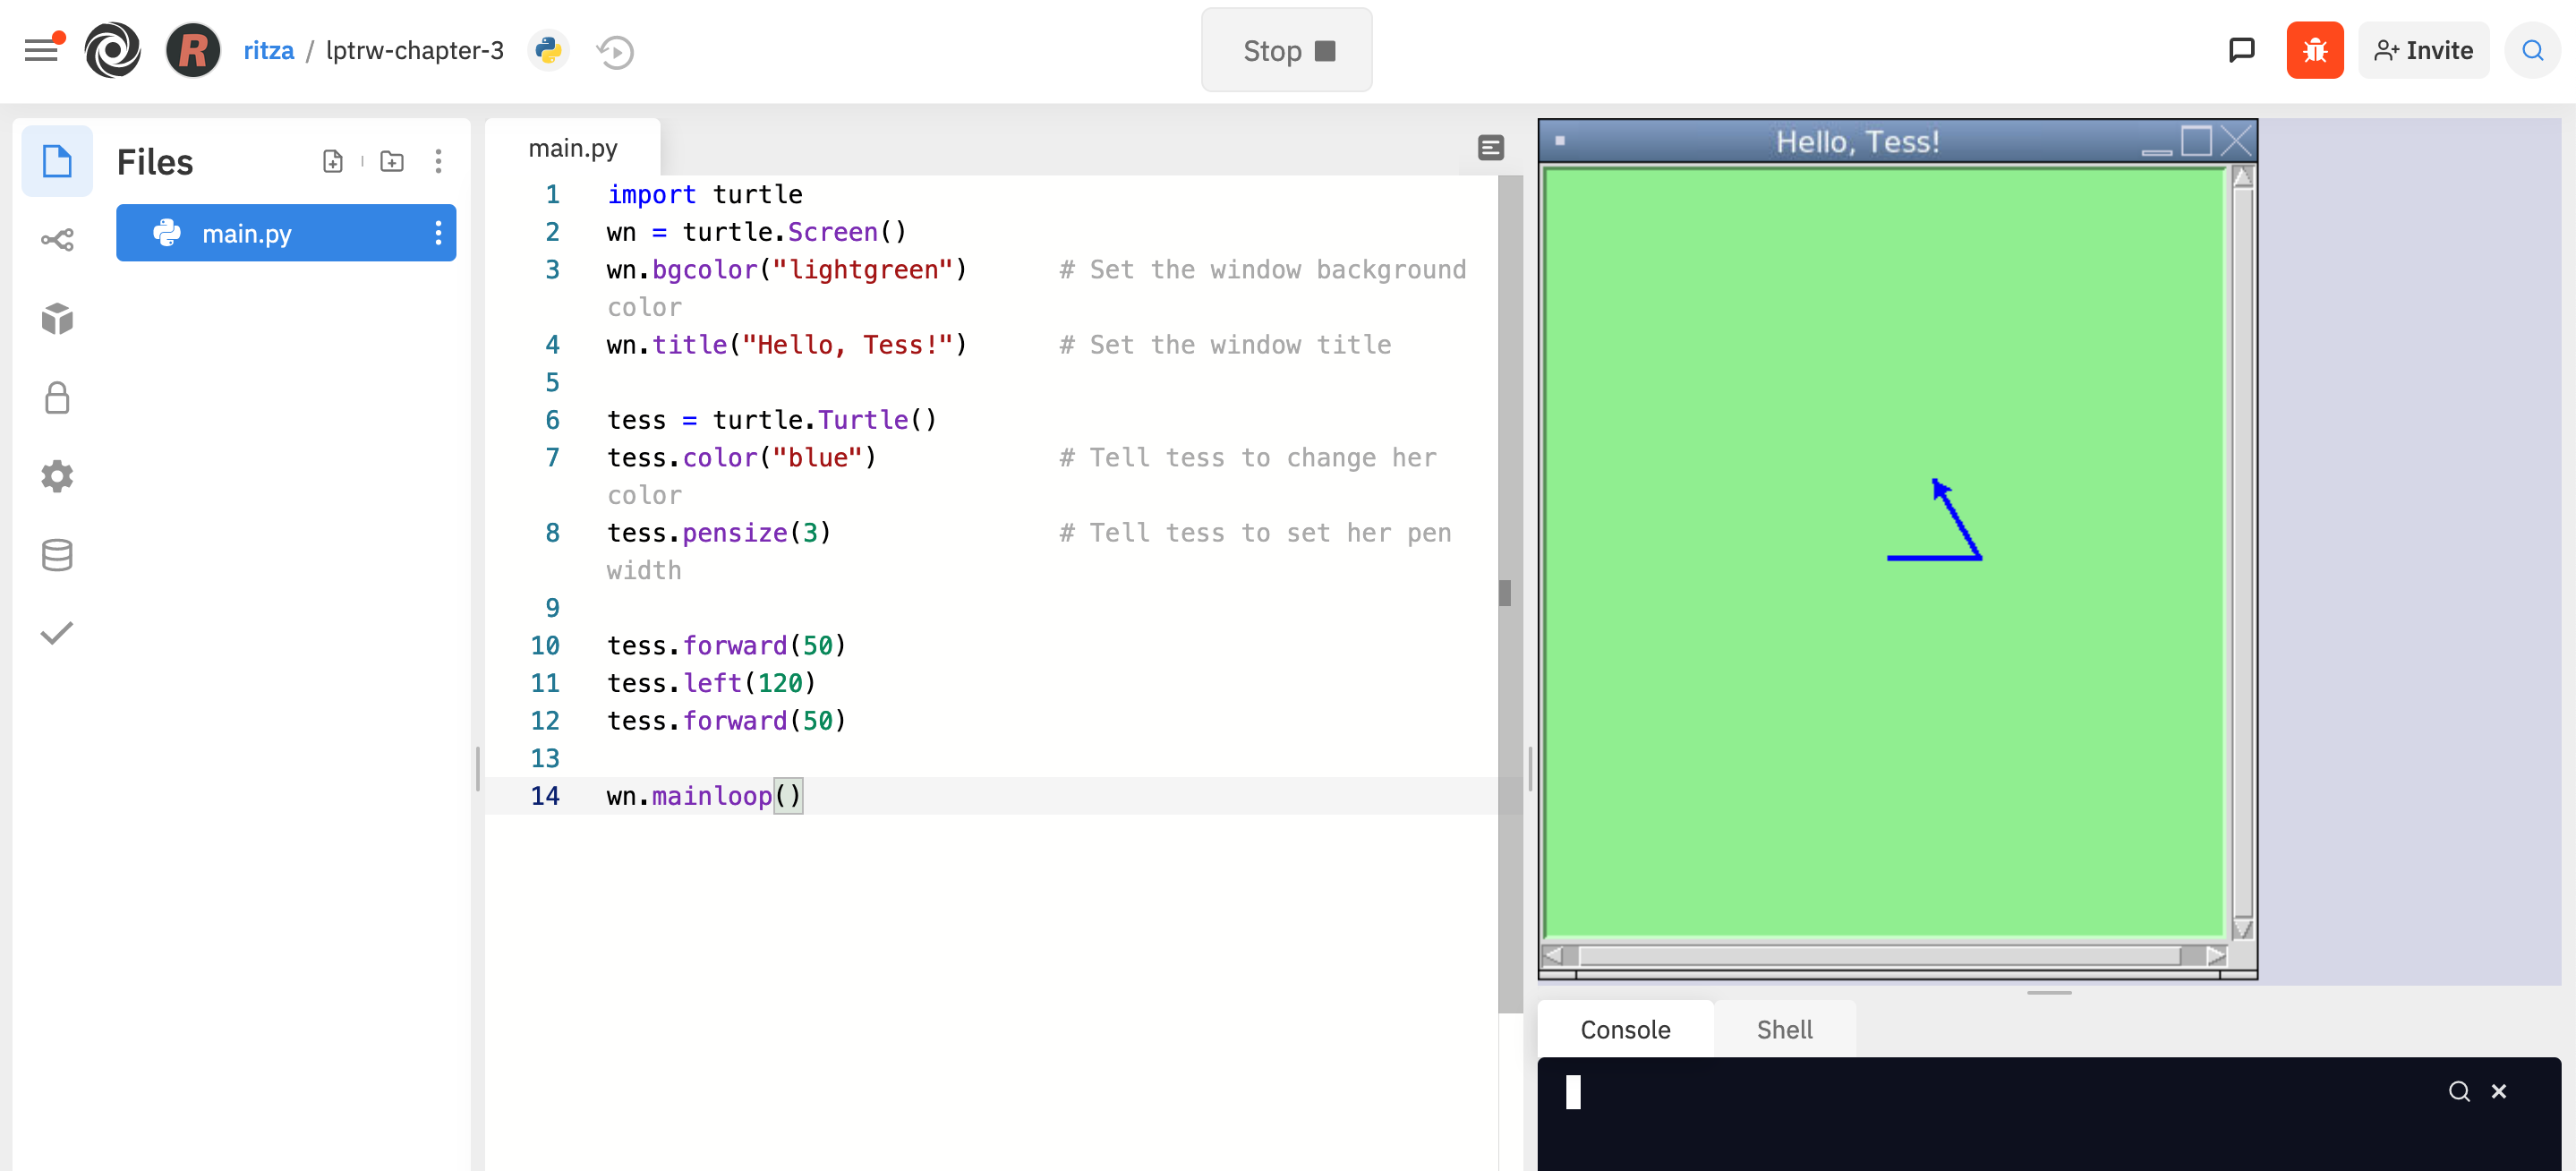 R
ritza / lptrw-chapter-3
Stop
Invite
Files
main.py
main.py
1 import turtle
2 wn = turtle.Screen()
3 wn.bgcolor("lightgreen")      # Set the window background
color
4 wn.title("Hello, Tess!")      # Set the window title
5
6 tess = turtle.Turtle()
7 tess.color("blue")            # Tell tess to change her
color
8 tess.pensize(3)               # Tell tess to set her pen
width
9
10 tess.forward(50)
11 tess.left(120)
12 tess.forward(50)
13
14 wn.mainloop()
Hello, Tess!
Console
Shell